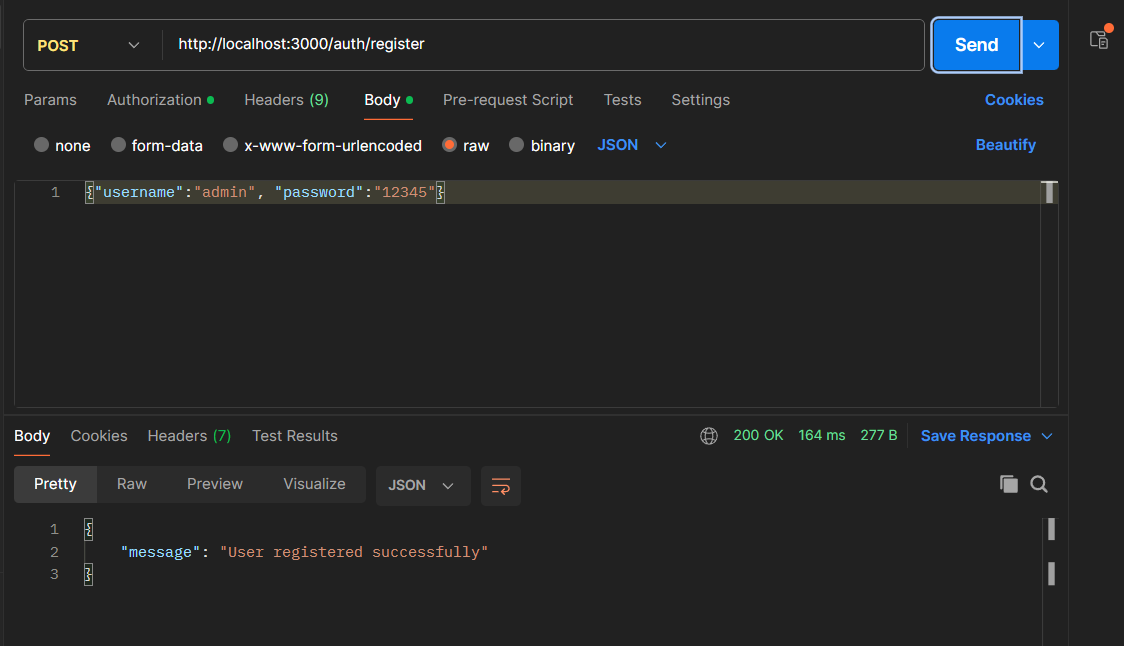 POST http://localhost:3000/auth/register Send
Params Authorization Headers (9) Body Pre-request Script Tests Settings Cookies
none form-data x-www-form-urlencoded raw binary JSON Beautify
1 {"username":"admin", "password":"12345"}
Body Cookies Headers (7) Test Results 200 OK 164 ms 277 B Save Response
Pretty Raw Preview Visualize JSON
1 {
2 "message": "User registered successfully"
3 }